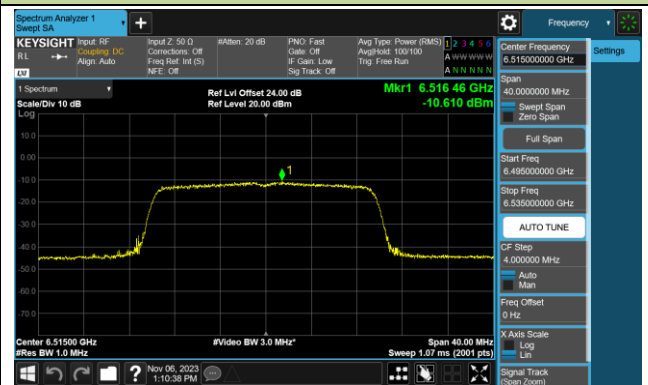 Spectrum Analyzer 1
Swept SA
Frequency
KEYSIGHT
RL
LXI
Input: RF
Coupling: DC
Align: Auto
Input Z: 50 Ω
Corrections: Off
Freq Ref: Int (S)
NFE: Off
#Atten: 20 dB
PNO: Fast
Gate: Off
IF Gain: Low
Sig Track: Off
Avg Type: Power (RMS)
Avg|Hold: 100/100
Trig: Free Run
1 2 3 4 5 6
A W W W W W
A N N N N N
1 Spectrum
Scale/Div 10 dB
Log
Ref Lvl Offset 24.00 dB
Ref Level 20.00 dBm
Mkr1 6.516 46 GHz
-10.610 dBm
1
10.0
0.00
-10.0
-20.0
-30.0
-40.0
-50.0
-60.0
-70.0
Center 6.51500 GHz
#Res BW 1.0 MHz
#Video BW 3.0 MHz*
Span 40.00 MHz
Sweep 1.07 ms (2001 pts)
Nov 06, 2023
1:10:38 PM
Center Frequency
6.515000000 GHz
Settings
Span
40.0000000 MHz
Swept Span
Zero Span
Full Span
Start Freq
6.495000000 GHz
Stop Freq
6.535000000 GHz
AUTO TUNE
CF Step
4.000000 MHz
Auto
Man
Freq Offset
0 Hz
X Axis Scale
Log
Lin
Signal Track
(Span Zoom)